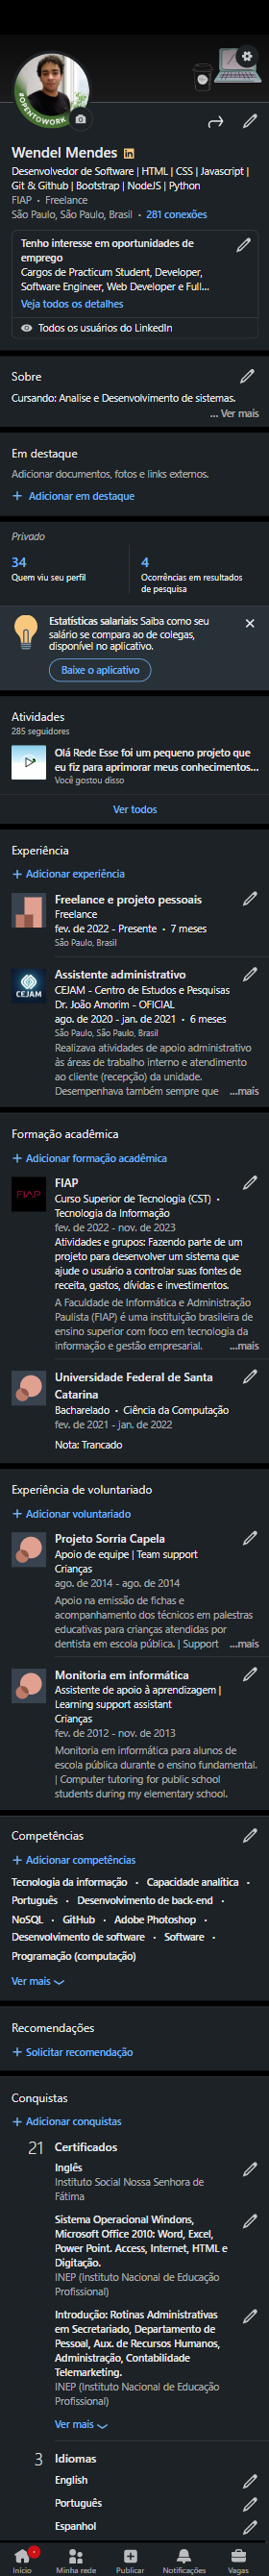 #OPENTOWORK
Wendel Mendes
Desenvolvedor de Software | HTML | CSS | Javascript |
Git & Github | Bootstrap | NodeJS | Python
FIAP • Freelance
São Paulo, São Paulo, Brasil • 281 conexões
Tenho interesse em oportunidades de
emprego
Cargos de Practicum Student, Developer,
Software Engineer, Web Developer e Full...
Veja todos os detalhes
Todos os usuários do LinkedIn
Sobre
Cursando: Analise e Desenvolvimento de sistemas.
... Ver mais
Em destaque
Adicionar documentos, fotos e links externos.
+ Adicionar em destaque
Privado
34
Quem viu seu perfil
4
Ocorrências em resultados
de pesquisa
Estatísticas salariais: Saiba como seu
salário se compara ao de colegas,
disponível no aplicativo.
Baixe o aplicativo
Atividades
285 seguidores
Olá Rede Esse foi um pequeno projeto que
eu fiz para aprimorar meus conhecimentos...
Você gostou disso
Ver todos
Experiência
+ Adicionar experiência
Freelance e projeto pessoais
Freelance
fev. de 2022 - Presente • 7 meses
São Paulo, Brasil
CEJAM
Assistente administrativo
CEJAM - Centro de Estudos e Pesquisas
Dr. João Amorim - OFICIAL
ago. de 2020 - jan. de 2021 • 6 meses
São Paulo, São Paulo, Brasil
Realizava atividades de apoio administrativo
às áreas de trabalho interno e atendimento
ao cliente (recepção) da unidade.
Desempenhava também sempre que ...mais
Formação acadêmica
+ Adicionar formação acadêmica
FIAP
FIAP
Curso Superior de Tecnologia (CST) •
Tecnologia da Informação
fev. de 2022 - nov. de 2023
Atividades e grupos: Fazendo parte de um
projeto para desenvolver um sistema que
ajude o usuário a controlar suas fontes de
receita, gastos, dívidas e investimentos.
A Faculdade de Informática e Administração
Paulista (FIAP) é uma instituição brasileira de
ensino superior com foco em tecnologia da
informação e gestão empresarial. ...mais
Universidade Federal de Santa
Catarina
Bacharelado • Ciência da Computação
fev. de 2021 - jan. de 2022
Nota: Trancado
Experiência de voluntariado
+ Adicionar voluntariado
Projeto Sorria Capela
Apoio de equipe | Team support
Crianças
ago. de 2014 - ago. de 2014
Apoio na emissão de fichas e
acompanhamento dos técnicos em palestras
educativas para crianças atendidas por
dentista em escola pública. | Support ...mais
Monitoria em informática
Assistente de apoio à aprendizagem |
Learning support assistant
Crianças
fev. de 2012 - nov. de 2013
Monitoria em informática para alunos de
escola pública durante o ensino fundamental.
| Computer tutoring for public school
students during my elementary school.
Competências
+ Adicionar competências
Tecnologia da informação • Capacidade analítica •
Português • Desenvolvimento de back-end •
NoSQL • GitHub • Adobe Photoshop •
Desenvolvimento de software • Software •
Programação (computação)
Ver mais
Recomendações
+ Solicitar recomendação
Conquistas
+ Adicionar conquistas
21 Certificados
Inglês
Instituto Social Nossa Senhora de
Fátima
Sistema Operacional Windons,
Microsoft Office 2010: Word, Excel,
Power Point. Access, Internet, HTML e
Digitação.
INEP (Instituto Nacional de Educação
Profissional)
Introdução: Rotinas Administrativas
em Secretariado, Departamento de
Pessoal, Aux. de Recursos Humanos,
Administração, Contabilidade
Telemarketing.
INEP (Instituto Nacional de Educação
Profissional)
Ver mais
3 Idiomas
English
Português
Espanhol
Início
Minha rede
Publicar
Notificações
Vagas